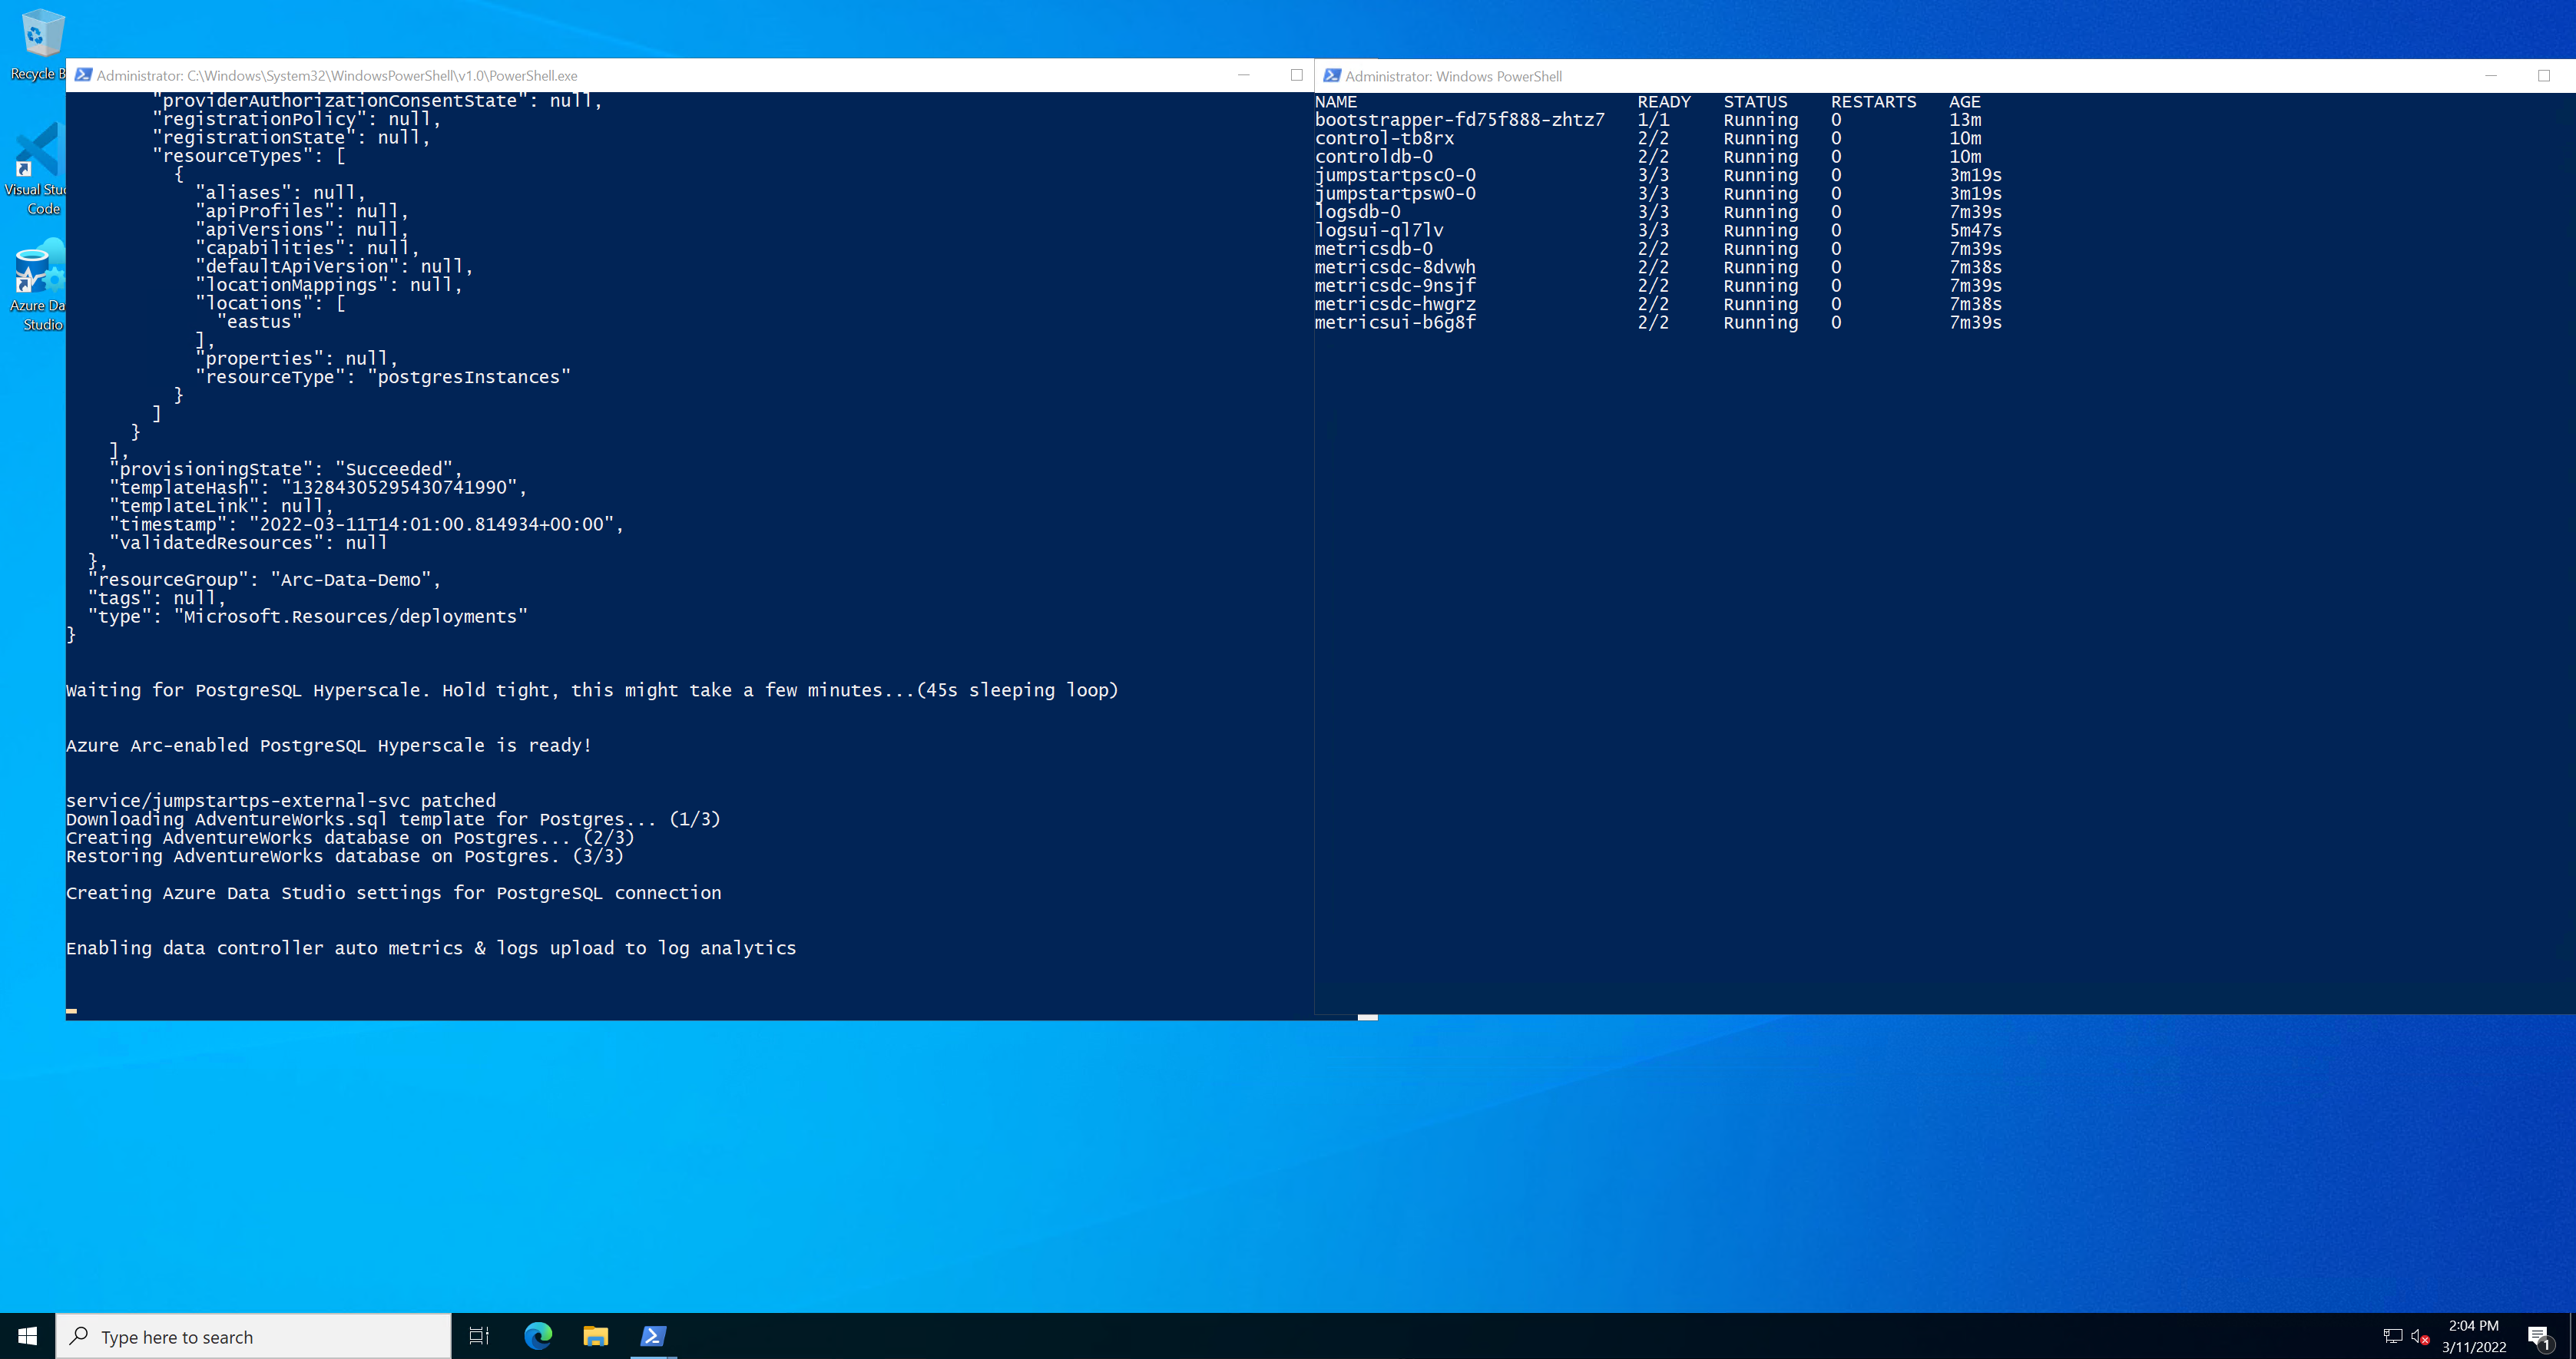 Recycle B
Visual Stud
Code
Azure Da
Studio
Administrator: C:\Windows\System32\WindowsPowerShell\v1.0\PowerShell.exe
"providerAuthorizationConsentState": null,
"registrationPolicy": null,
"registrationState": null,
"resourceTypes": [
{
"aliases": null,
"apiProfiles": null,
"apiVersions": null,
"capabilities": null,
"defaultApiVersion": null,
"locationMappings": null,
"locations": [
"eastus"
],
"properties": null,
"resourceType": "postgresInstances"
}
]
}
],
"provisioningState": "Succeeded",
"templateHash": "13284305295430741990",
"templateLink": null,
"timestamp": "2022-03-11T14:01:00.814934+00:00",
"validatedResources": null
},
"resourceGroup": "Arc-Data-Demo",
"tags": null,
"type": "Microsoft.Resources/deployments"
}
Waiting for PostgreSQL Hyperscale. Hold tight, this might take a few minutes...(45s sleeping loop)
Azure Arc-enabled PostgreSQL Hyperscale is ready!
service/jumpstartps-external-svc patched
Downloading AdventureWorks.sql template for Postgres... (1/3)
Creating AdventureWorks database on Postgres... (2/3)
Restoring AdventureWorks database on Postgres. (3/3)
Creating Azure Data Studio settings for PostgreSQL connection
Enabling data controller auto metrics & logs upload to log analytics
Administrator: Windows PowerShell
NAME READY STATUS RESTARTS AGE
bootstrapper-fd75f888-zhtz7 1/1 Running 0 13m
control-tb8rx 2/2 Running 0 10m
controldb-0 2/2 Running 0 10m
jumpstartpsc0-0 3/3 Running 0 3m19s
jumpstartpsw0-0 3/3 Running 0 3m19s
logsdb-0 3/3 Running 0 7m39s
logsui-ql7lv 3/3 Running 0 5m47s
metricsdb-0 2/2 Running 0 7m39s
metricsdc-8dvwh 2/2 Running 0 7m38s
metricsdc-9nsjf 2/2 Running 0 7m39s
metricsdc-hwgrz 2/2 Running 0 7m38s
metricsui-b6g8f 2/2 Running 0 7m39s
Type here to search
2:04 PM
3/11/2022
1